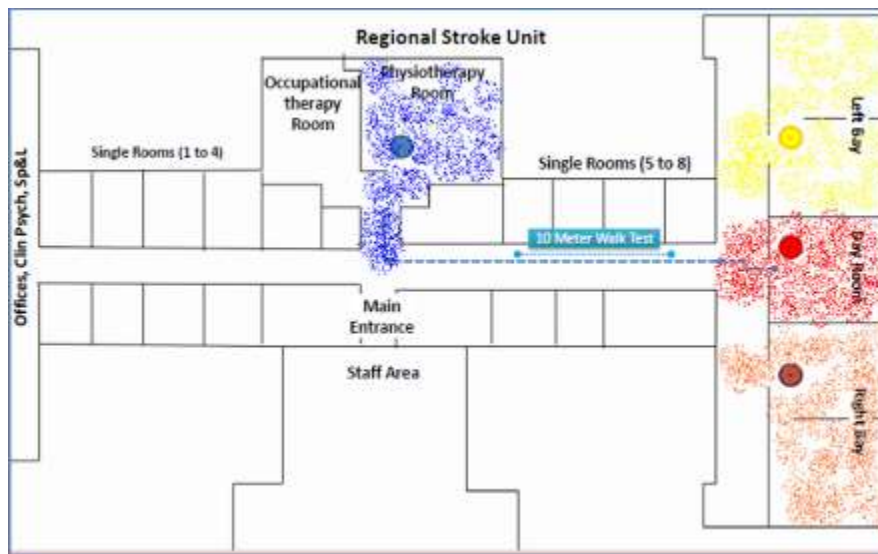 Regional Stroke Unit
Physiotherapy
Room
Occupational
therapy
Room
Single Rooms (1 to 4)
Single Rooms (5 to 8)
Offices, Clin Psych, Sp&L
Left Bay
10 Meter Walk Test
Day Room
Main
Entrance
Staff Area
Right Bay